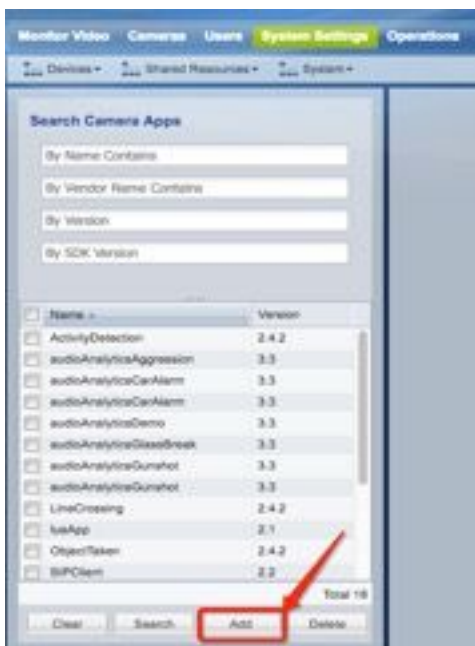 Monitor Video Cameras Users System Settings Operations
Devices Shared Resources System
Search Camera Apps
By Name Contains
By Vendor Name Contains
By Version
By SDK Version
Name Version
ActivityDetection 2.4.2
audioAnalyticsAggression 3.3
audioAnalyticsCarAlarm 3.3
audioAnalyticsCarAlarm 3.3
audioAnalyticsDemo 3.3
audioAnalyticsGlassBreak 3.3
audioAnalyticsGunshot 3.3
audioAnalyticsGunshot 3.3
LineCrossing 2.4.2
luaApp 2.1
ObjectTaken 2.4.2
SIPClient 2.2
Total 16
Clear Search Add Delete